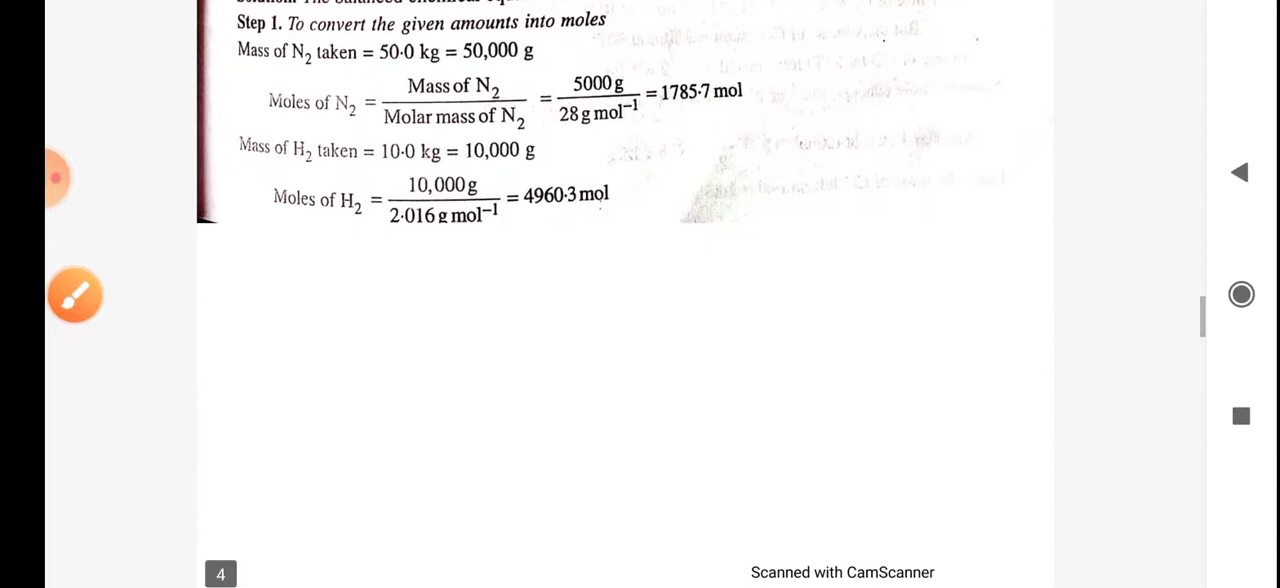 Step 1. To convert the given amounts into moles
Mass of N₂ taken = 50·0 kg = 50,000 g
Moles of N₂ = Mass of N₂ / Molar mass of N₂ = 5000 g / 28 g mol⁻¹ = 1785·7 mol
Mass of H₂ taken = 10·0 kg = 10,000 g
Moles of H₂ = 10,000 g / 2·016 g mol⁻¹ = 4960·3 mol
4
Scanned with CamScanner